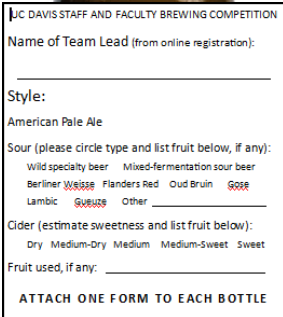 UC DAVIS STAFF AND FACULTY BREWING COMPETITION
Name of Team Lead (from online registration):
Style:
American Pale Ale
Sour (please circle type and list fruit below, if any):
Wild specialty beer Mixed-fermentation sour beer
Berliner Weisse Flanders Red Oud Bruin Gose
Lambic Gueuze Other
Cider (estimate sweetness and list fruit below):
Dry Medium-Dry Medium Medium-Sweet Sweet
Fruit used, if any:
ATTACH ONE FORM TO EACH BOTTLE